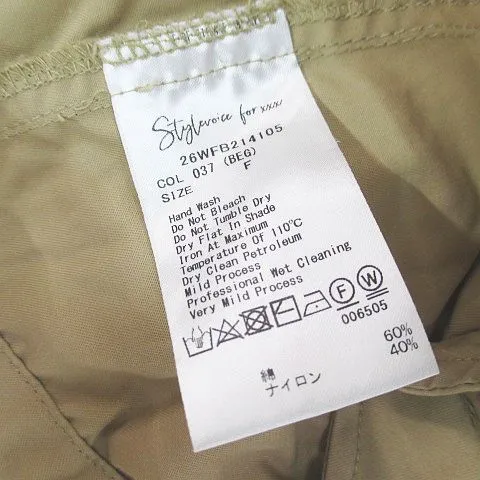 Stylevoice for xxxx
26WFB214105
COL 037 (BEG)
SIZE F
Hand Wash
Do Not Bleach
Do Not Tumble Dry
Dry Flat In Shade
Iron At Maximum
Temperature Of 110℃
Dry Clean Petroleum
Mild Process
Professional Wet Cleaning
Very Mild Process
F W
006505
綿 60%
ナイロン 40%